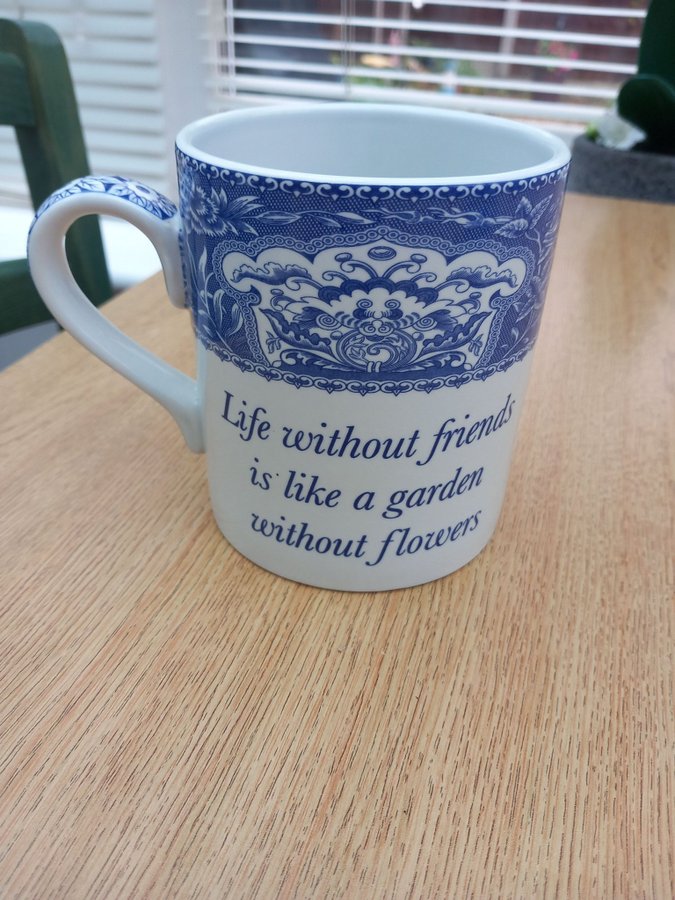 Life without friends
is like a garden
without flowers